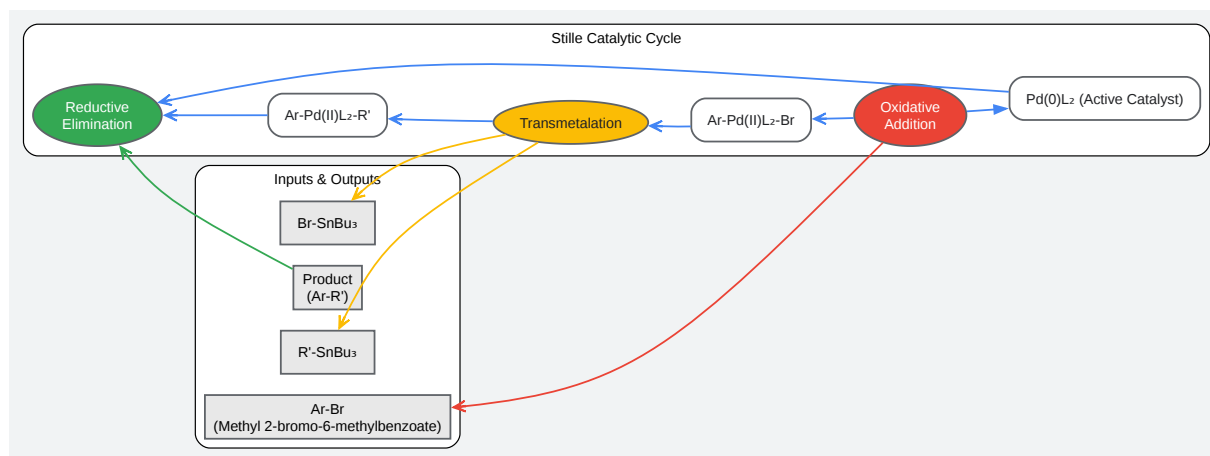 Stille Catalytic Cycle
Reductive
Elimination
Ar-Pd(II)L₂-R'
Transmetalation
Ar-Pd(II)L₂-Br
Oxidative
Addition
Pd(0)L₂ (Active Catalyst)
Inputs & Outputs
Br-SnBu₃
Product
(Ar-R')
R'-SnBu₃
Ar-Br
(Methyl 2-bromo-6-methylbenzoate)